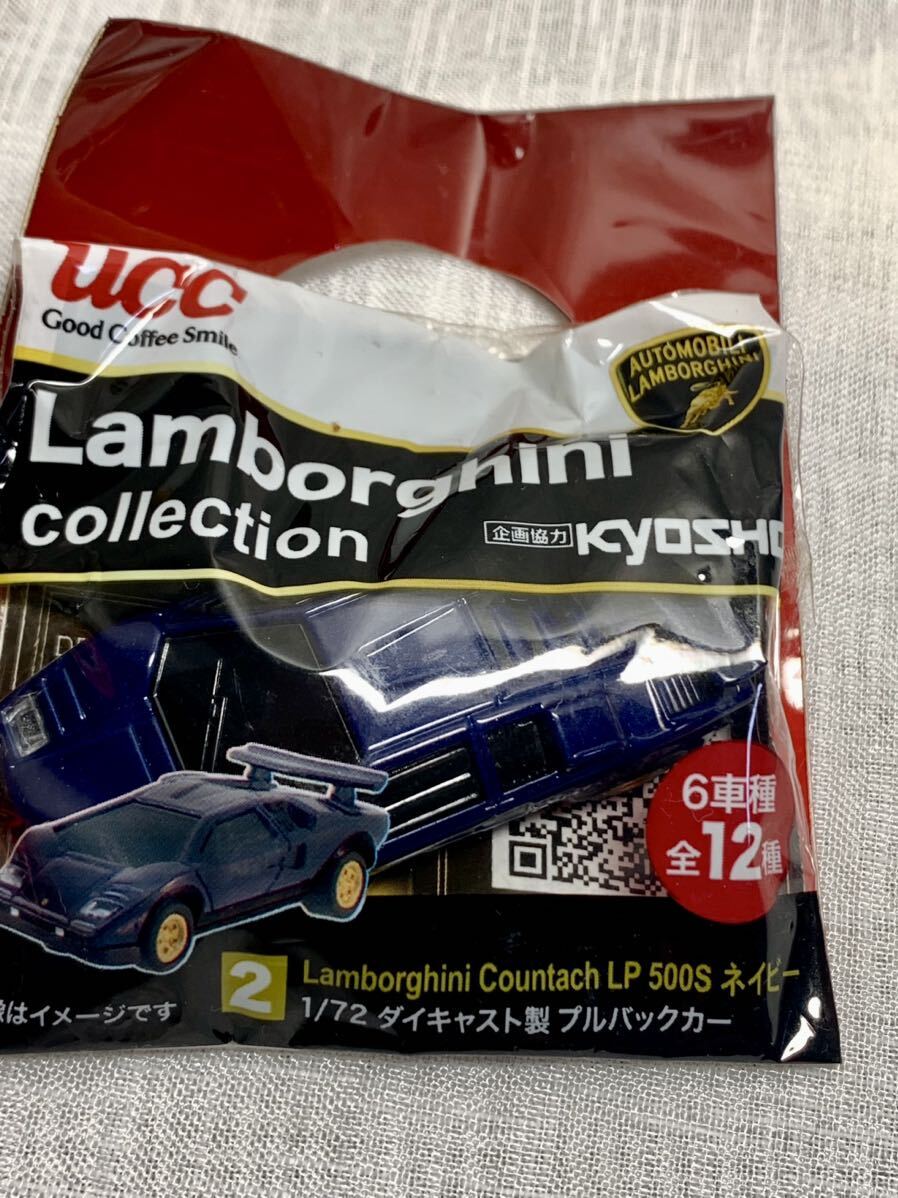 UCC
Good Coffee Smile
AUTOMOBILI
LAMBORGHINI
Lamborghini
collection
企画協力 KYOSHO
6車種
全12種
2 Lamborghini Countach LP 500S ネイビー
像はイメージです
1/72 ダイキャスト製 プルバックカー